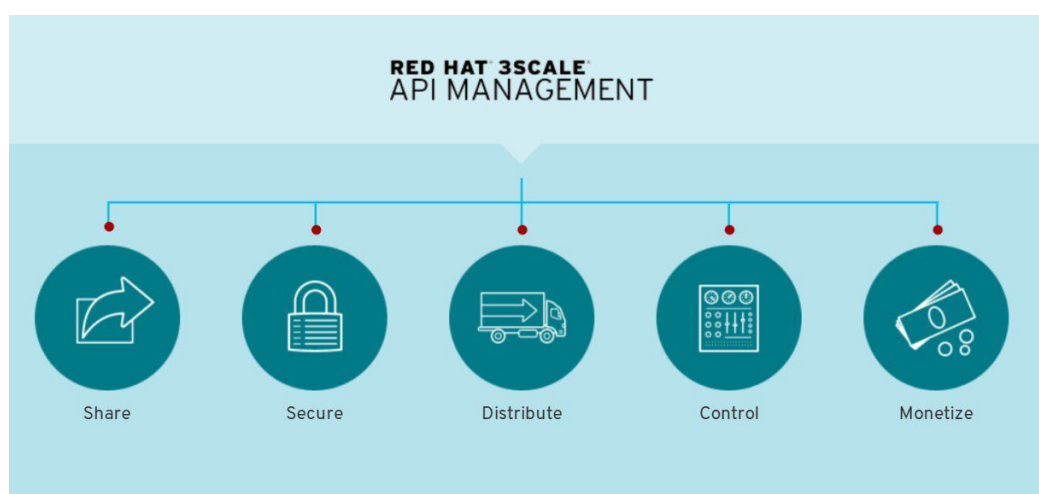 RED HAT® 3SCALE®
API MANAGEMENT
Share
Secure
Distribute
Control
Monetize